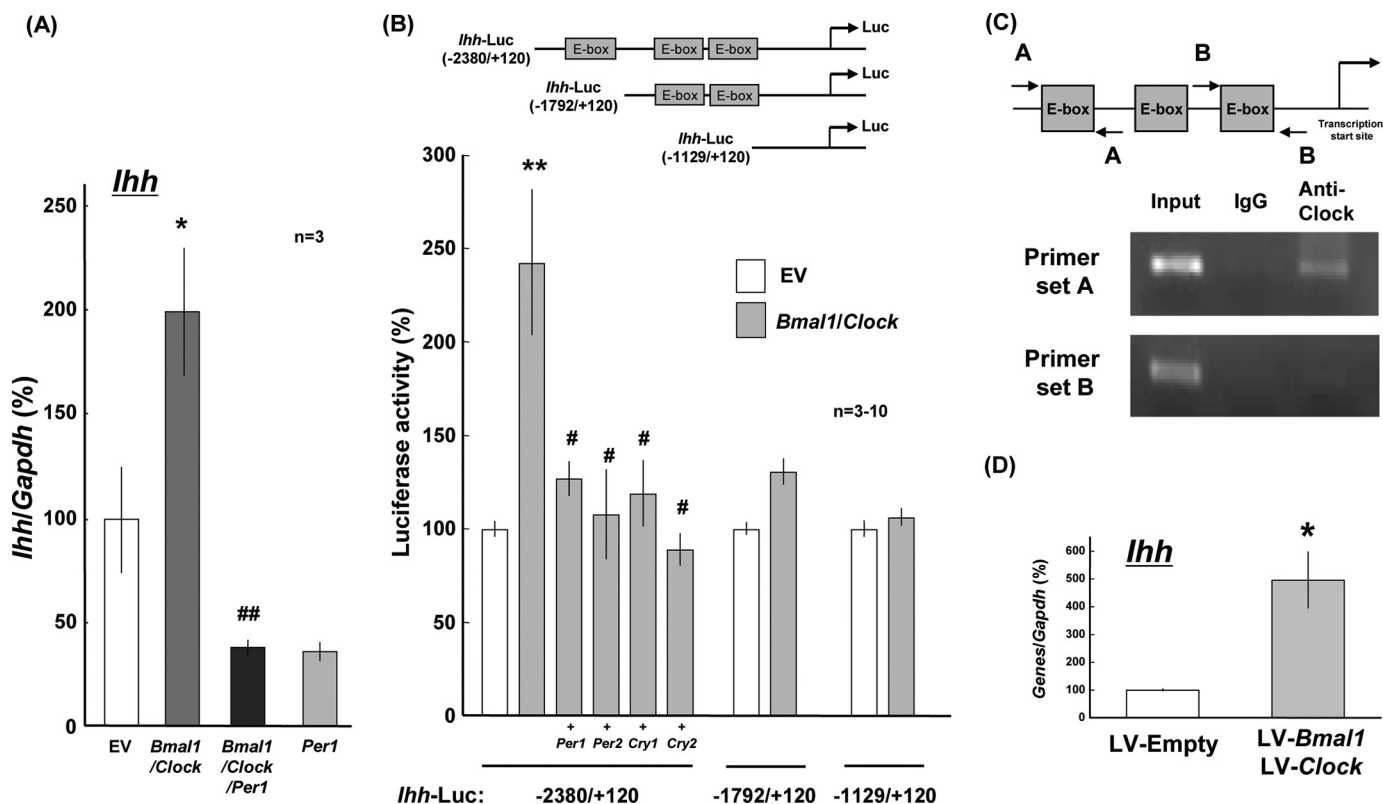 (A)
Ihh
n=3
Ihh/Gapdh (%)
250
200
150
100
50
0
EV
Bmal1
/Clock
Bmal1
/Clock
/Per1
Per1
*
##
(B)
Ihh-Luc
(-2380/+120)
E-box
E-box
E-box
Luc
Ihh-Luc
(-1792/+120)
E-box
E-box
Luc
Ihh-Luc
(-1129/+120)
Luc
Luciferase activity (%)
300
250
200
150
100
50
0
**
#
#
#
#
EV
Bmal1/Clock
n=3-10
+
Per1
+
Per2
+
Cry1
+
Cry2
Ihh-Luc:
-2380/+120
-1792/+120
-1129/+120
(C)
A
B
E-box
E-box
E-box
A
B
Transcription
start site
Input
IgG
Anti-
Clock
Primer
set A
Primer
set B
(D)
Ihh
*
Genes/Gapdh (%)
600
500
400
300
200
100
0
LV-Empty
LV-Bmal1
LV-Clock